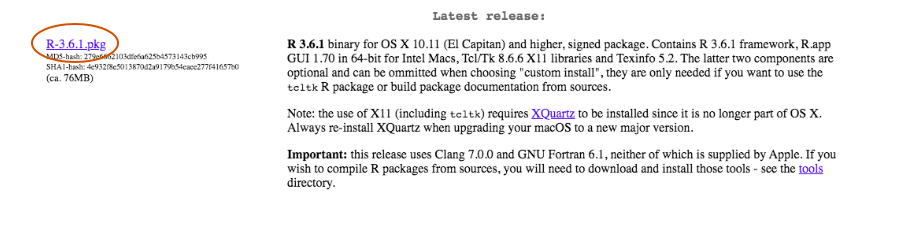 Latest release:
R-3.6.1.pkg
MD5-hash:
SHA1-hash:
(ca. 76MB)
R 3.6.1 binary for OS X 10.11 (El Capitan) and higher, signed package. Contains R 3.6.1 framework, R.app
GUI 1.70 in 64-bit for Intel Macs, Tcl/Tk 8.6.6 X11 libraries and Texinfo 5.2. The latter two components are
optional and can be ommitted when choosing "custom install", they are only needed if you want to use the
tcltk R package or build package documentation from sources.
Note: the use of X11 (including tcltk) requires XQuartz to be installed since it is no longer part of OS X.
Always re-install XQuartz when upgrading your macOS to a new major version.
Important: this release uses Clang 7.0.0 and GNU Fortran 6.1, neither of which is supplied by Apple. If you
wish to compile R packages from sources, you will need to download and install those tools - see the tools
directory.